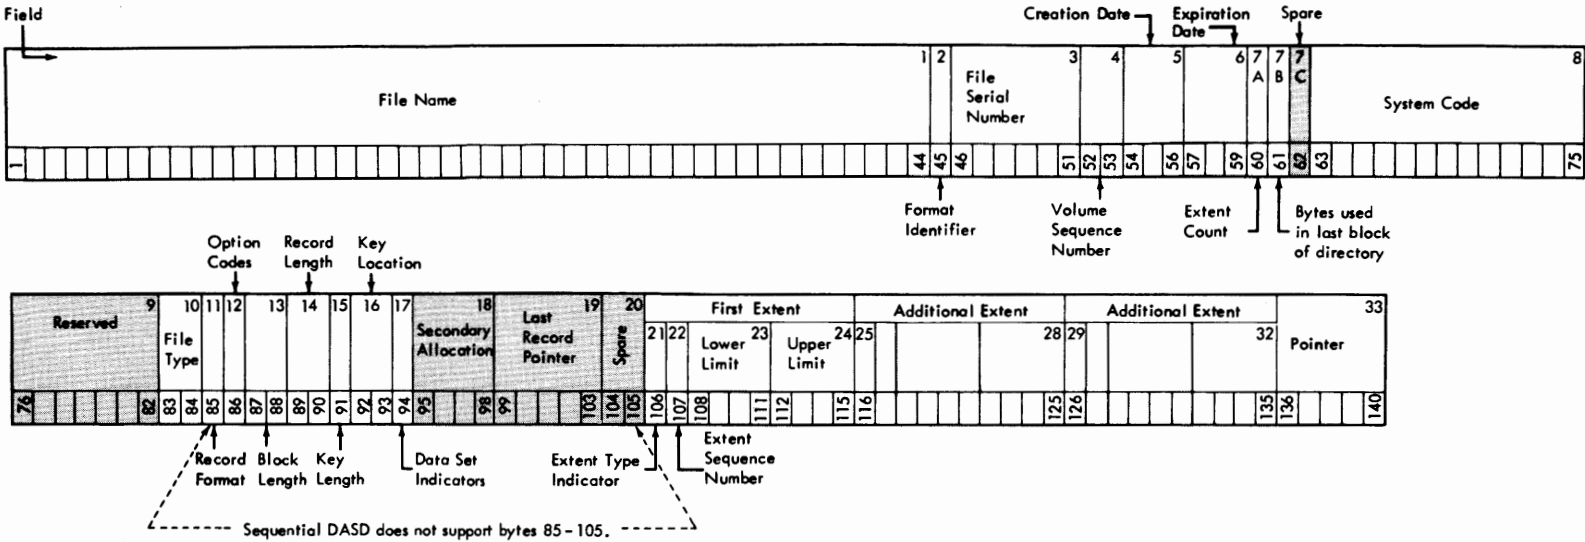 Field
Creation Date
Expiration Date
Spare
1 2 3 4 5 6 7 A 7 B 7 C 8
File Name
File Serial Number
System Code
1 44 45 46 51 52 53 54 56 57 59 60 61 62 63 75
Format Identifier
Volume Sequence Number
Extent Count
Bytes used in last block of directory
Option Codes
Record Length
Key Location
9 10 11 12 13 14 15 16 17 18 19 20 First Extent Additional Extent Additional Extent 33
Reserved
File Type
Secondary Allocation
Last Record Pointer
Spare
21 22 23 24 25 28 29 32
Lower Limit
Upper Limit
Pointer
76 82 83 84 85 86 87 88 89 90 91 92 93 94 95 98 99 103 104 105 106 107 108 111 112 115 116 125 126 135 136 140
Record Format
Block Length
Key Length
Data Set Indicators
Extent Type Indicator
Extent Sequence Number
Sequential DASD does not support bytes 85-105.